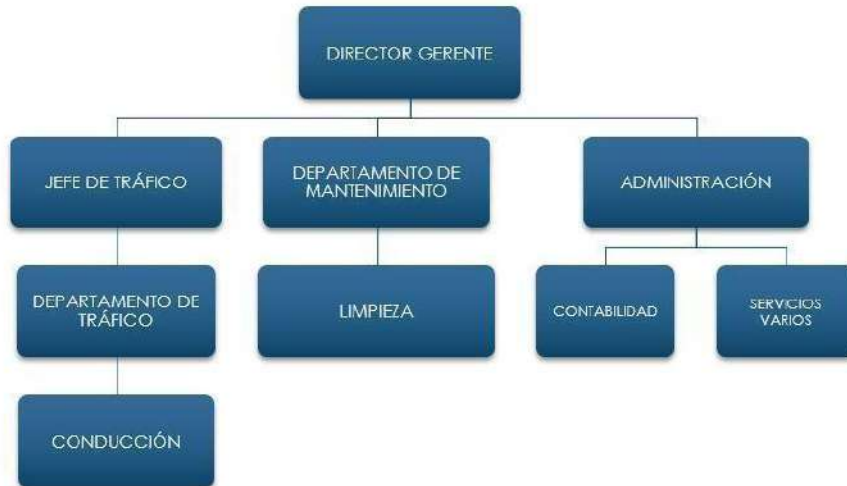 DIRECTOR GERENTE
JEFE DE TRÁFICO
DEPARTAMENTO DE
MANTENIMIENTO
ADMINISTRACIÓN
DEPARTAMENTO DE
TRÁFICO
LIMPIEZA
CONTABILIDAD
SERVICIOS
VARIOS
CONDUCCIÓN